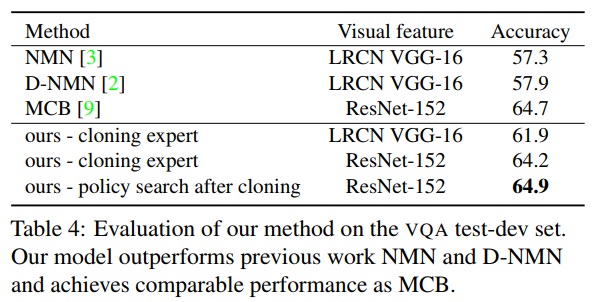 Method Visual feature Accuracy
NMN [3] LRCN VGG-16 57.3
D-NMN [2] LRCN VGG-16 57.9
MCB [9] ResNet-152 64.7
ours - cloning expert LRCN VGG-16 61.9
ours - cloning expert ResNet-152 64.2
ours - policy search after cloning ResNet-152 64.9
Table 4: Evaluation of our method on the VQA test-dev set.
Our model outperforms previous work NMN and D-NMN
and achieves comparable performance as MCB.